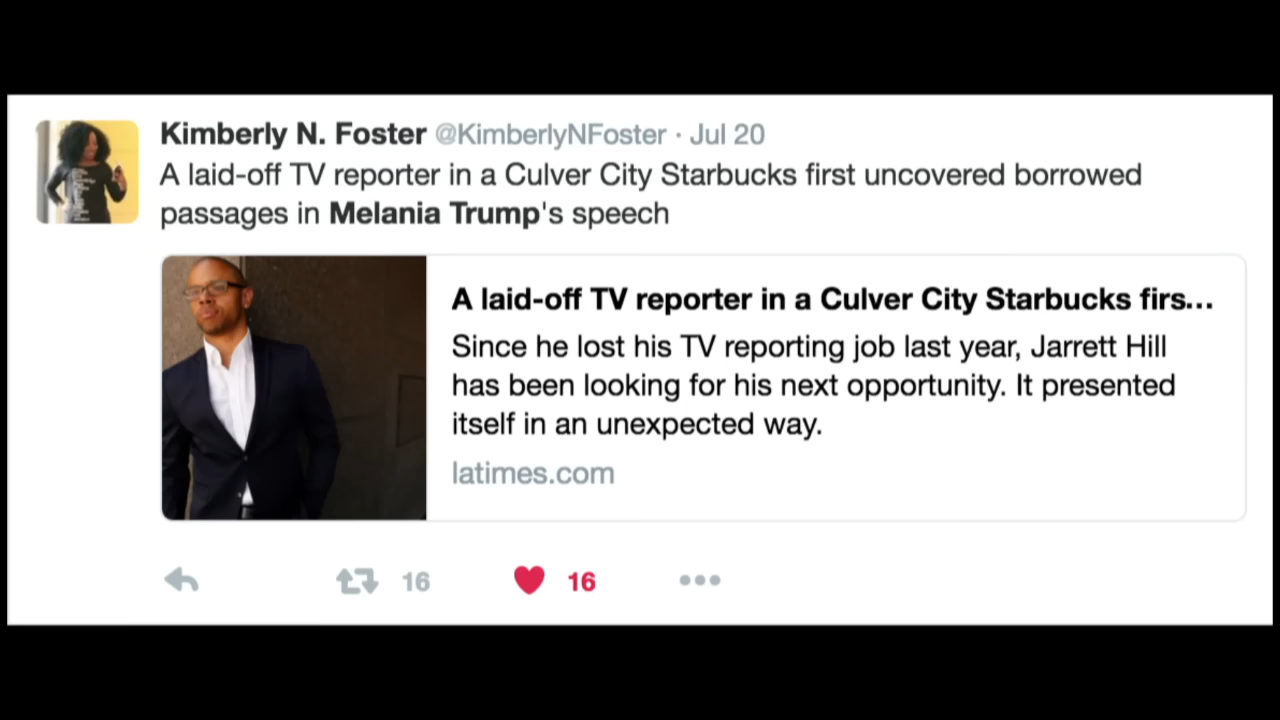 Kimberly N. Foster @KimberlyNFoster · Jul 20
A laid-off TV reporter in a Culver City Starbucks first uncovered borrowed
passages in Melania Trump's speech
A laid-off TV reporter in a Culver City Starbucks firs...
Since he lost his TV reporting job last year, Jarrett Hill
has been looking for his next opportunity. It presented
itself in an unexpected way.
latimes.com
16 16